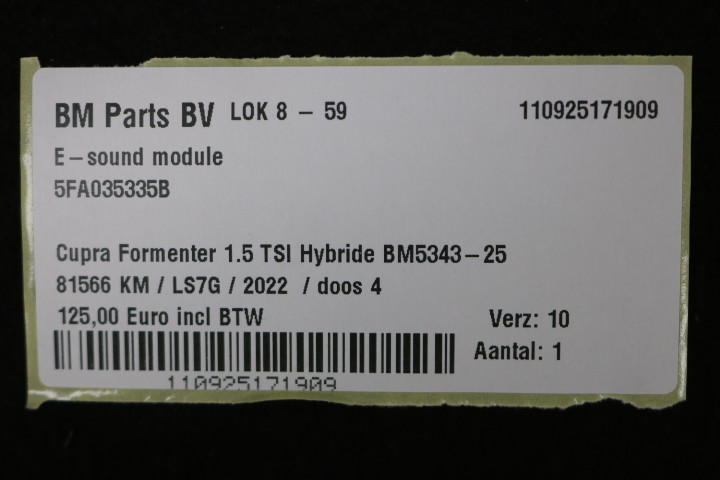 BM Parts BV LOK 8 – 59 110925171909
E–sound module
5FA035335B
Cupra Formenter 1.5 TSI Hybride BM5343–25
81566 KM / LS7G / 2022 / doos 4
125,00 Euro incl BTW Verz: 10
Aantal: 1
110925171909